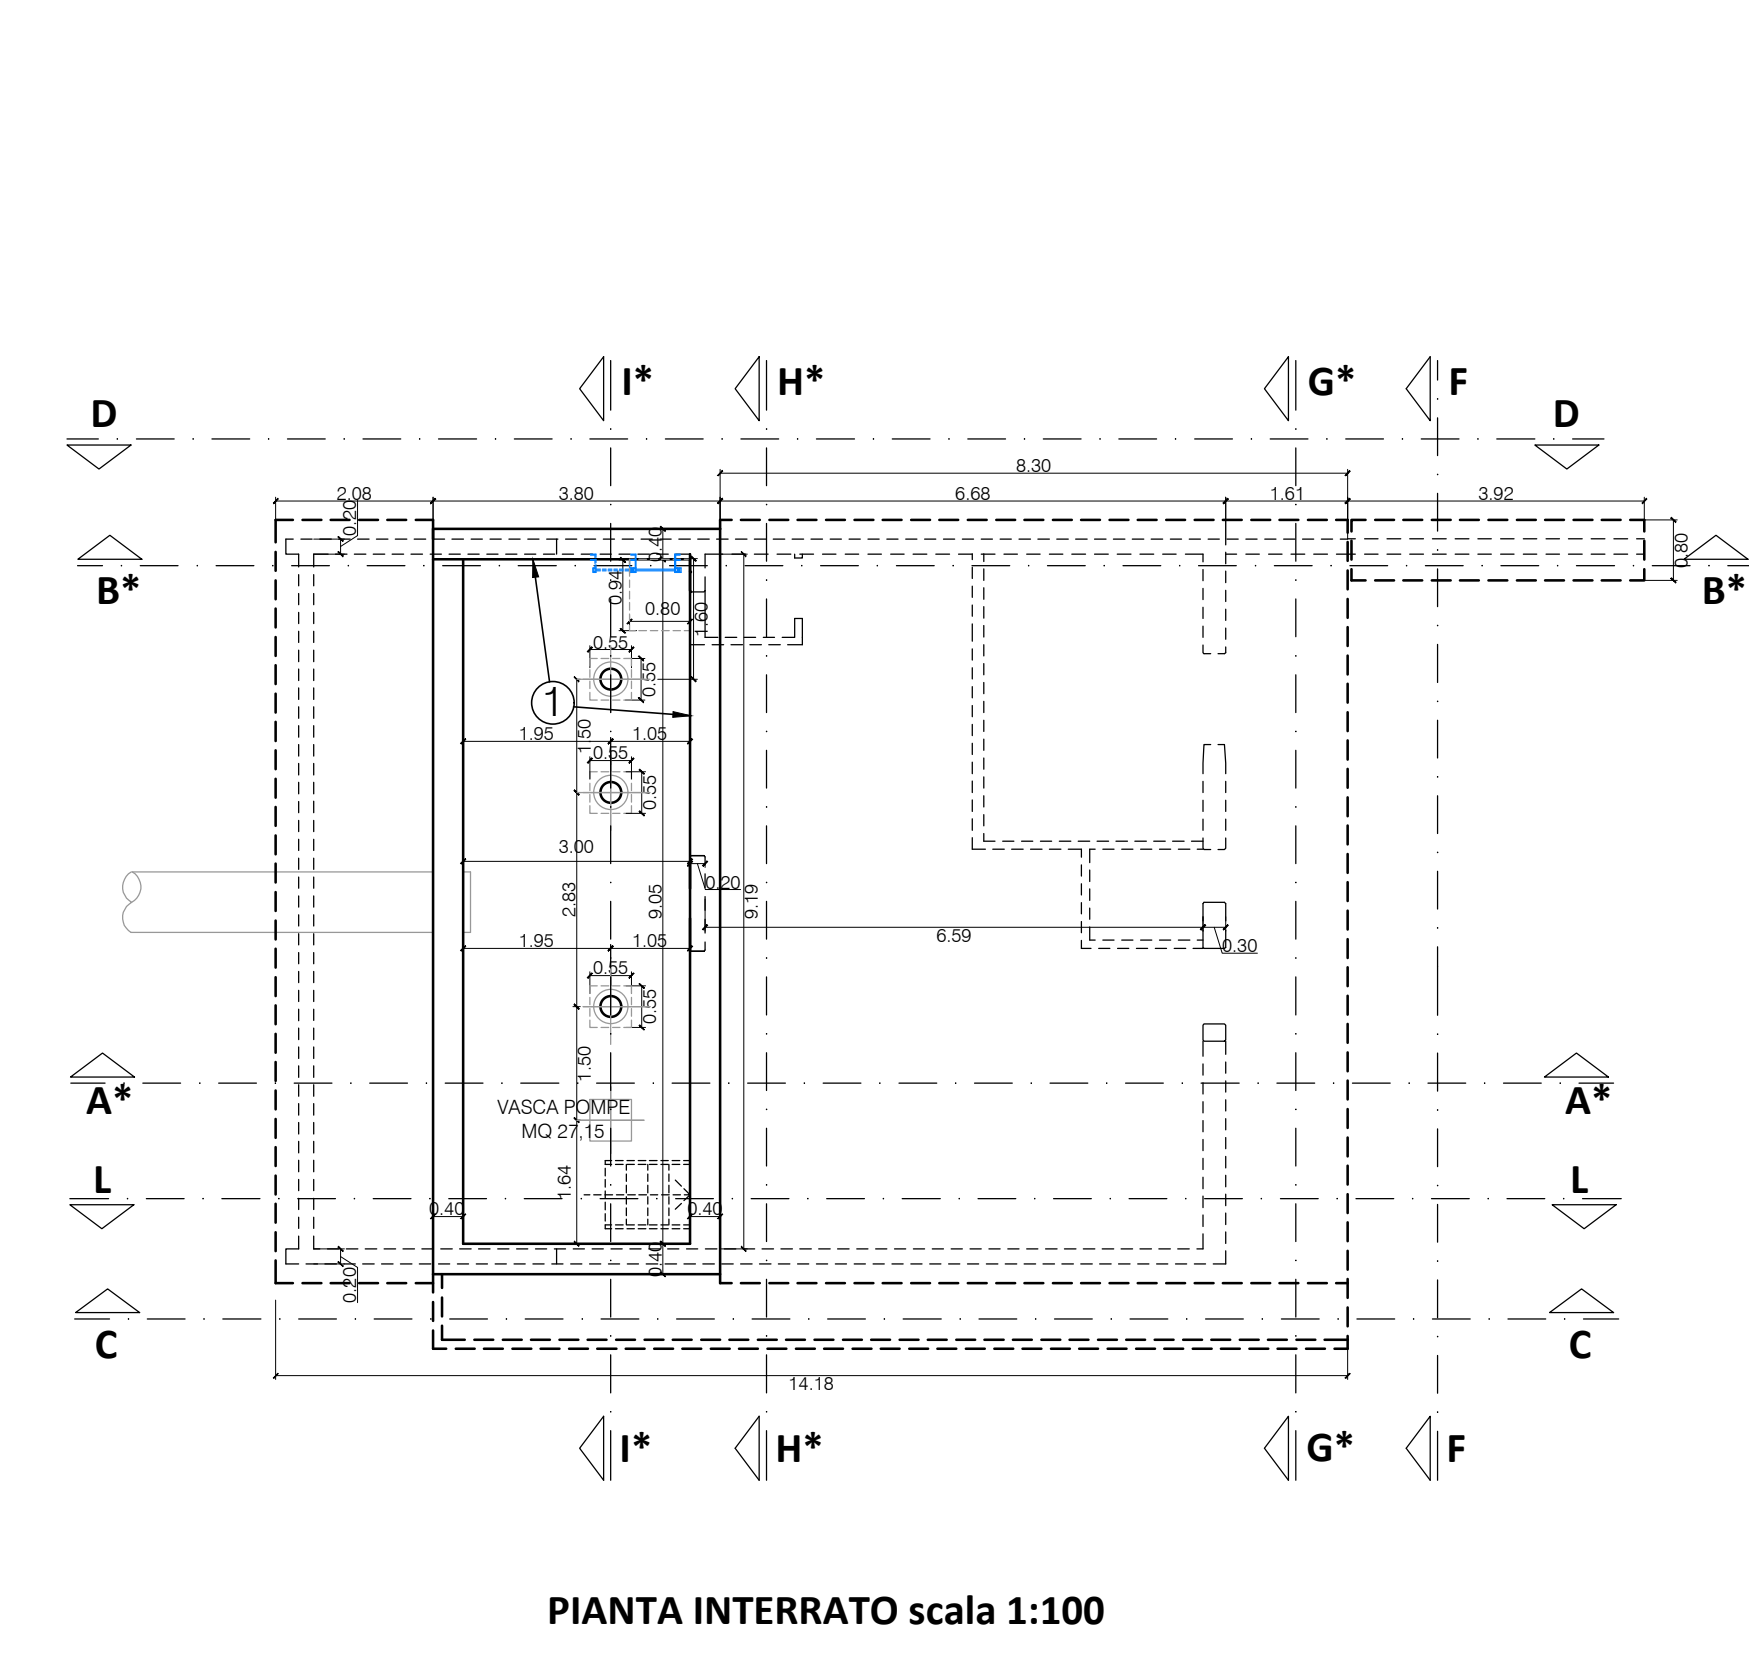 I* H* G* F
D D
8.30
2.08 3.80 6.68 1.61 3.92
0.20 0.40 0.80
B* B*
0.94 0.80 1.60
0.55
0.55
1
1.95 1.50 1.05
0.55
0.55
3.00
0.20
2.83 9.05 9.19
1.95 1.05 6.59 0.30
0.55
0.55
1.50
A* A*
VASCA POMPE
MQ 27,15
L 1.64 L
0.40 0.40
0.20 0.40
C C
14.18
I* H* G* F
PIANTA INTERRATO scala 1:100